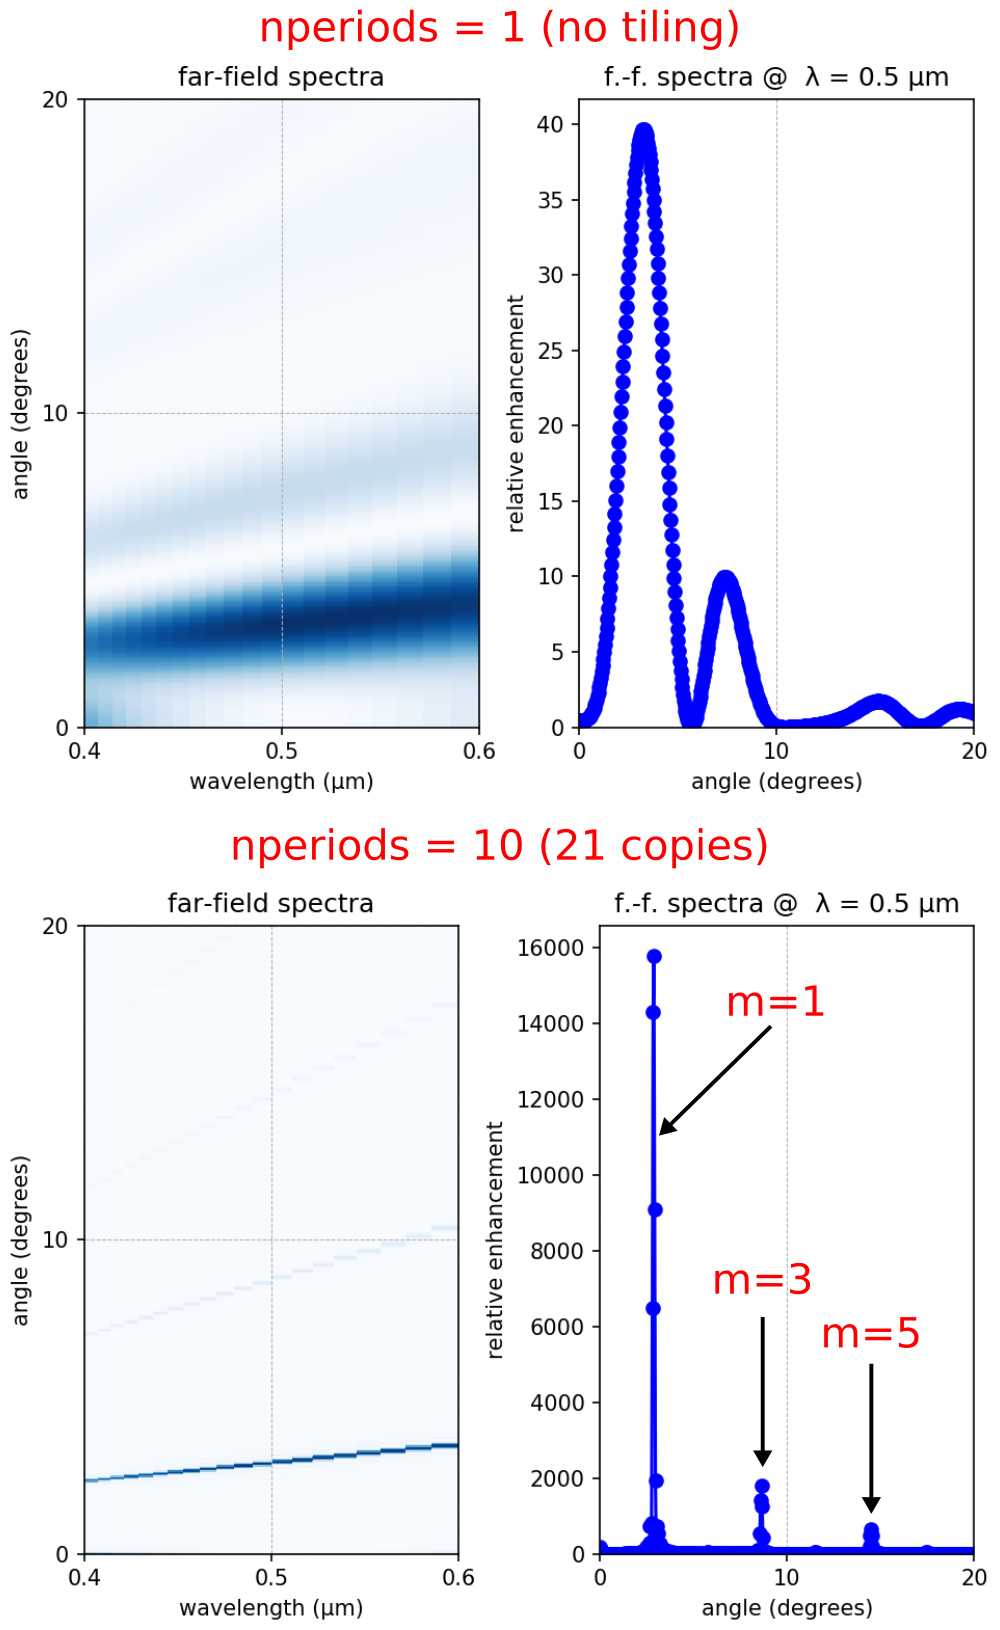 nperiods = 1 (no tiling)
far-field spectra
20
10
0
0.4
0.5
0.6
angle (degrees)
wavelength (μm)
f.-f. spectra @ λ = 0.5 μm
40
35
30
25
20
15
10
5
0
0
10
20
relative enhancement
angle (degrees)
nperiods = 10 (21 copies)
far-field spectra
20
10
0
0.4
0.5
0.6
angle (degrees)
wavelength (μm)
f.-f. spectra @ λ = 0.5 μm
16000
14000
12000
10000
8000
6000
4000
2000
0
0
10
20
relative enhancement
angle (degrees)
m=1
m=3
m=5